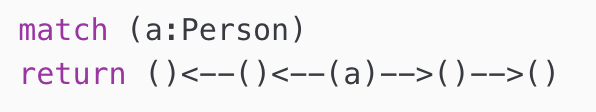 match (a:Person)
return ()<--()<--(a)-->()-->()